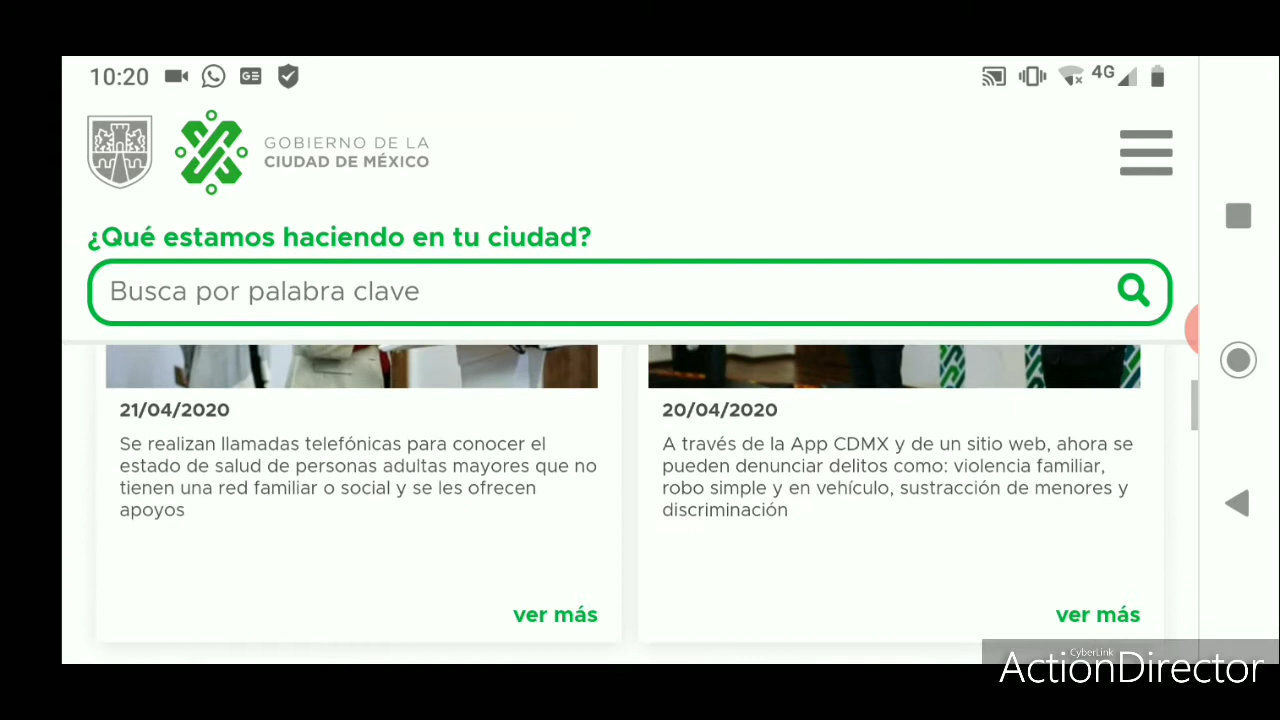 10:20
GE
4G
GOBIERNO DE LA
CIUDAD DE MÉXICO
¿Qué estamos haciendo en tu ciudad?
Busca por palabra clave
21/04/2020
Se realizan llamadas telefónicas para conocer el
estado de salud de personas adultas mayores que no
tienen una red familiar o social y se les ofrecen
apoyos
ver más
20/04/2020
A través de la App CDMX y de un sitio web, ahora se
pueden denunciar delitos como: violencia familiar,
robo simple y en vehículo, sustracción de menores y
discriminación
ver más
CyberLink
ActionDirector